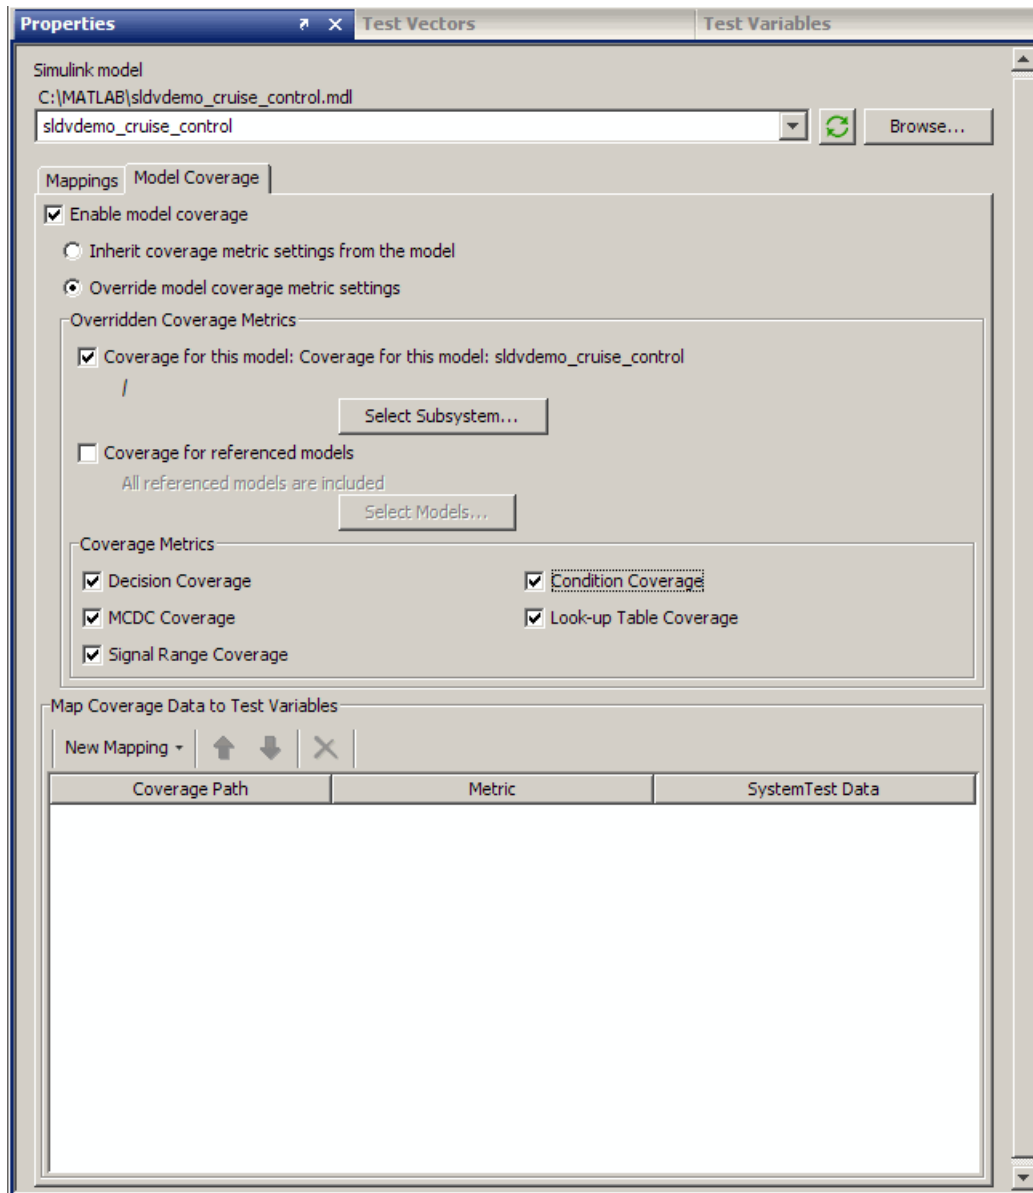 Properties Test Vectors Test Variables
Simulink model
C:\MATLAB\sldvdemo_cruise_control.mdl
sldvdemo_cruise_control Browse...
Mappings Model Coverage
Enable model coverage
Inherit coverage metric settings from the model
Override model coverage metric settings
Overridden Coverage Metrics
Coverage for this model: Coverage for this model: sldvdemo_cruise_control
/
Select Subsystem...
Coverage for referenced models
All referenced models are included
Select Models...
Coverage Metrics
Decision Coverage Condition Coverage
MCDC Coverage Look-up Table Coverage
Signal Range Coverage
Map Coverage Data to Test Variables
New Mapping
Coverage Path Metric SystemTest Data